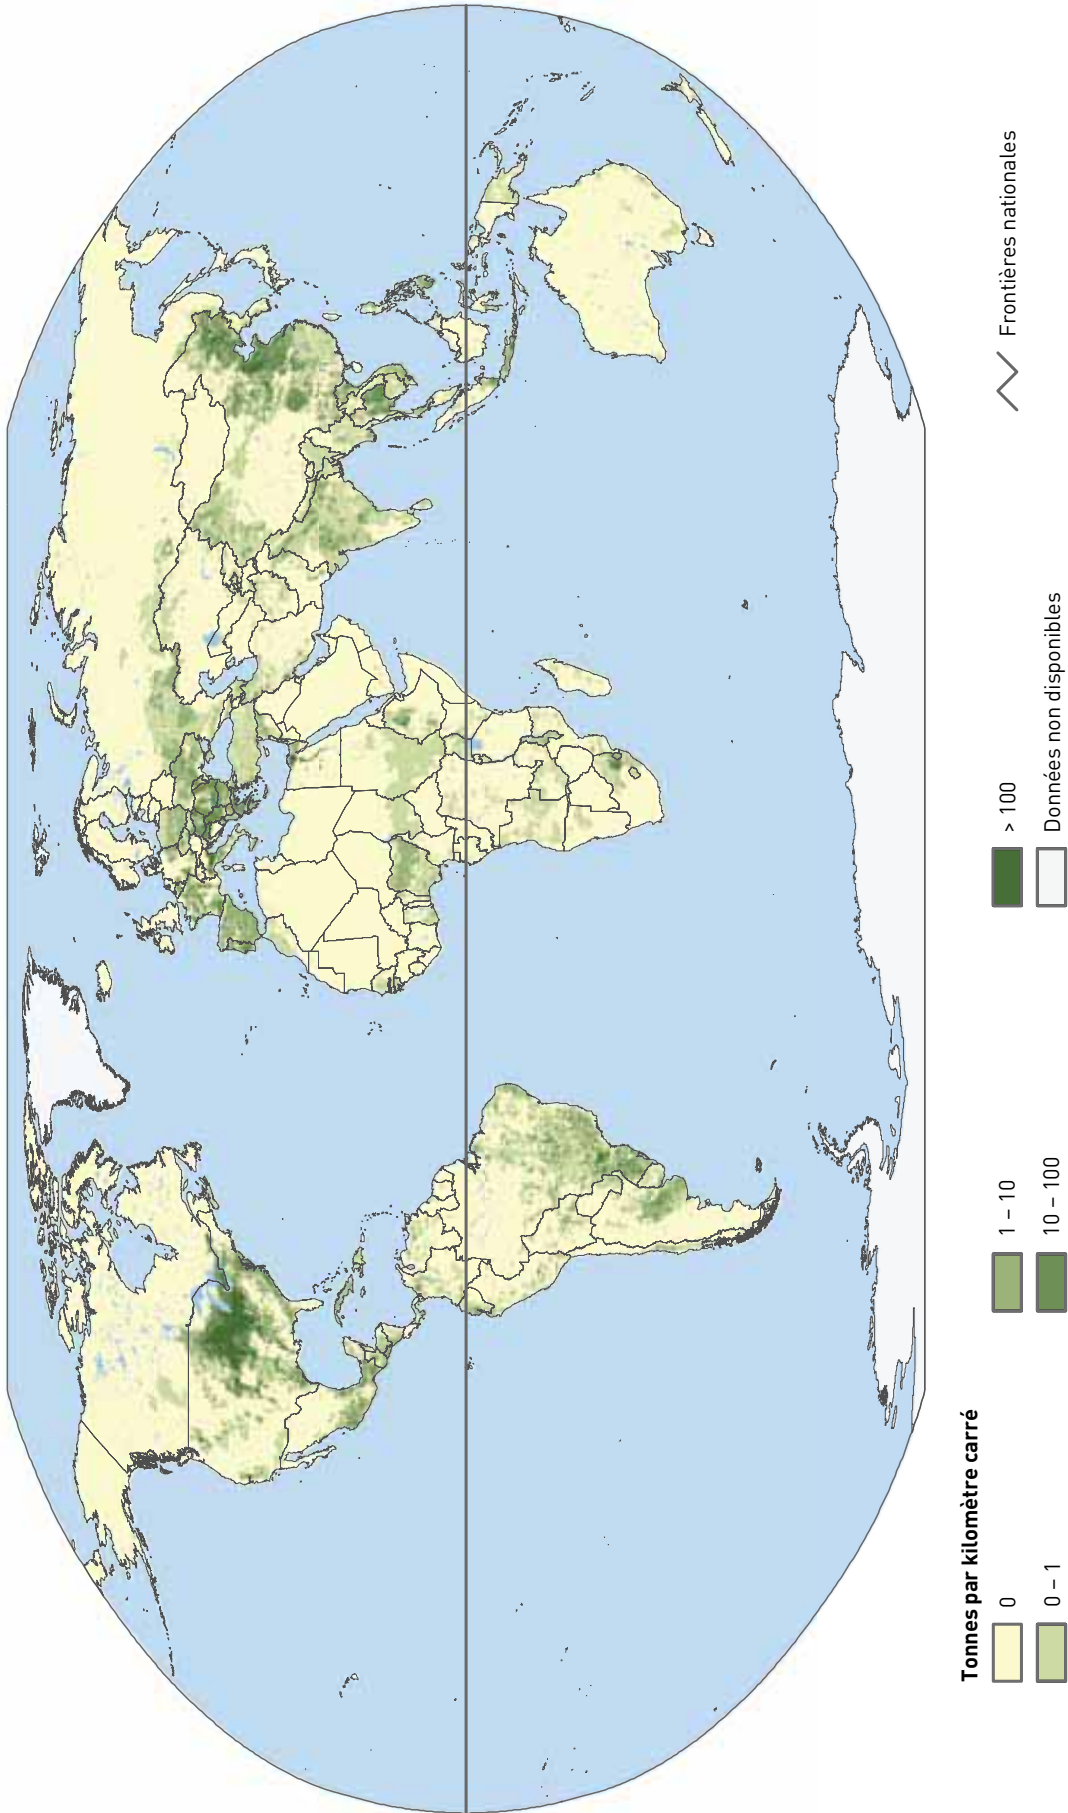 Tonnes par kilomètre carré
0
0 – 1
1 – 10
10 – 100
> 100
Données non disponibles
Frontières nationales